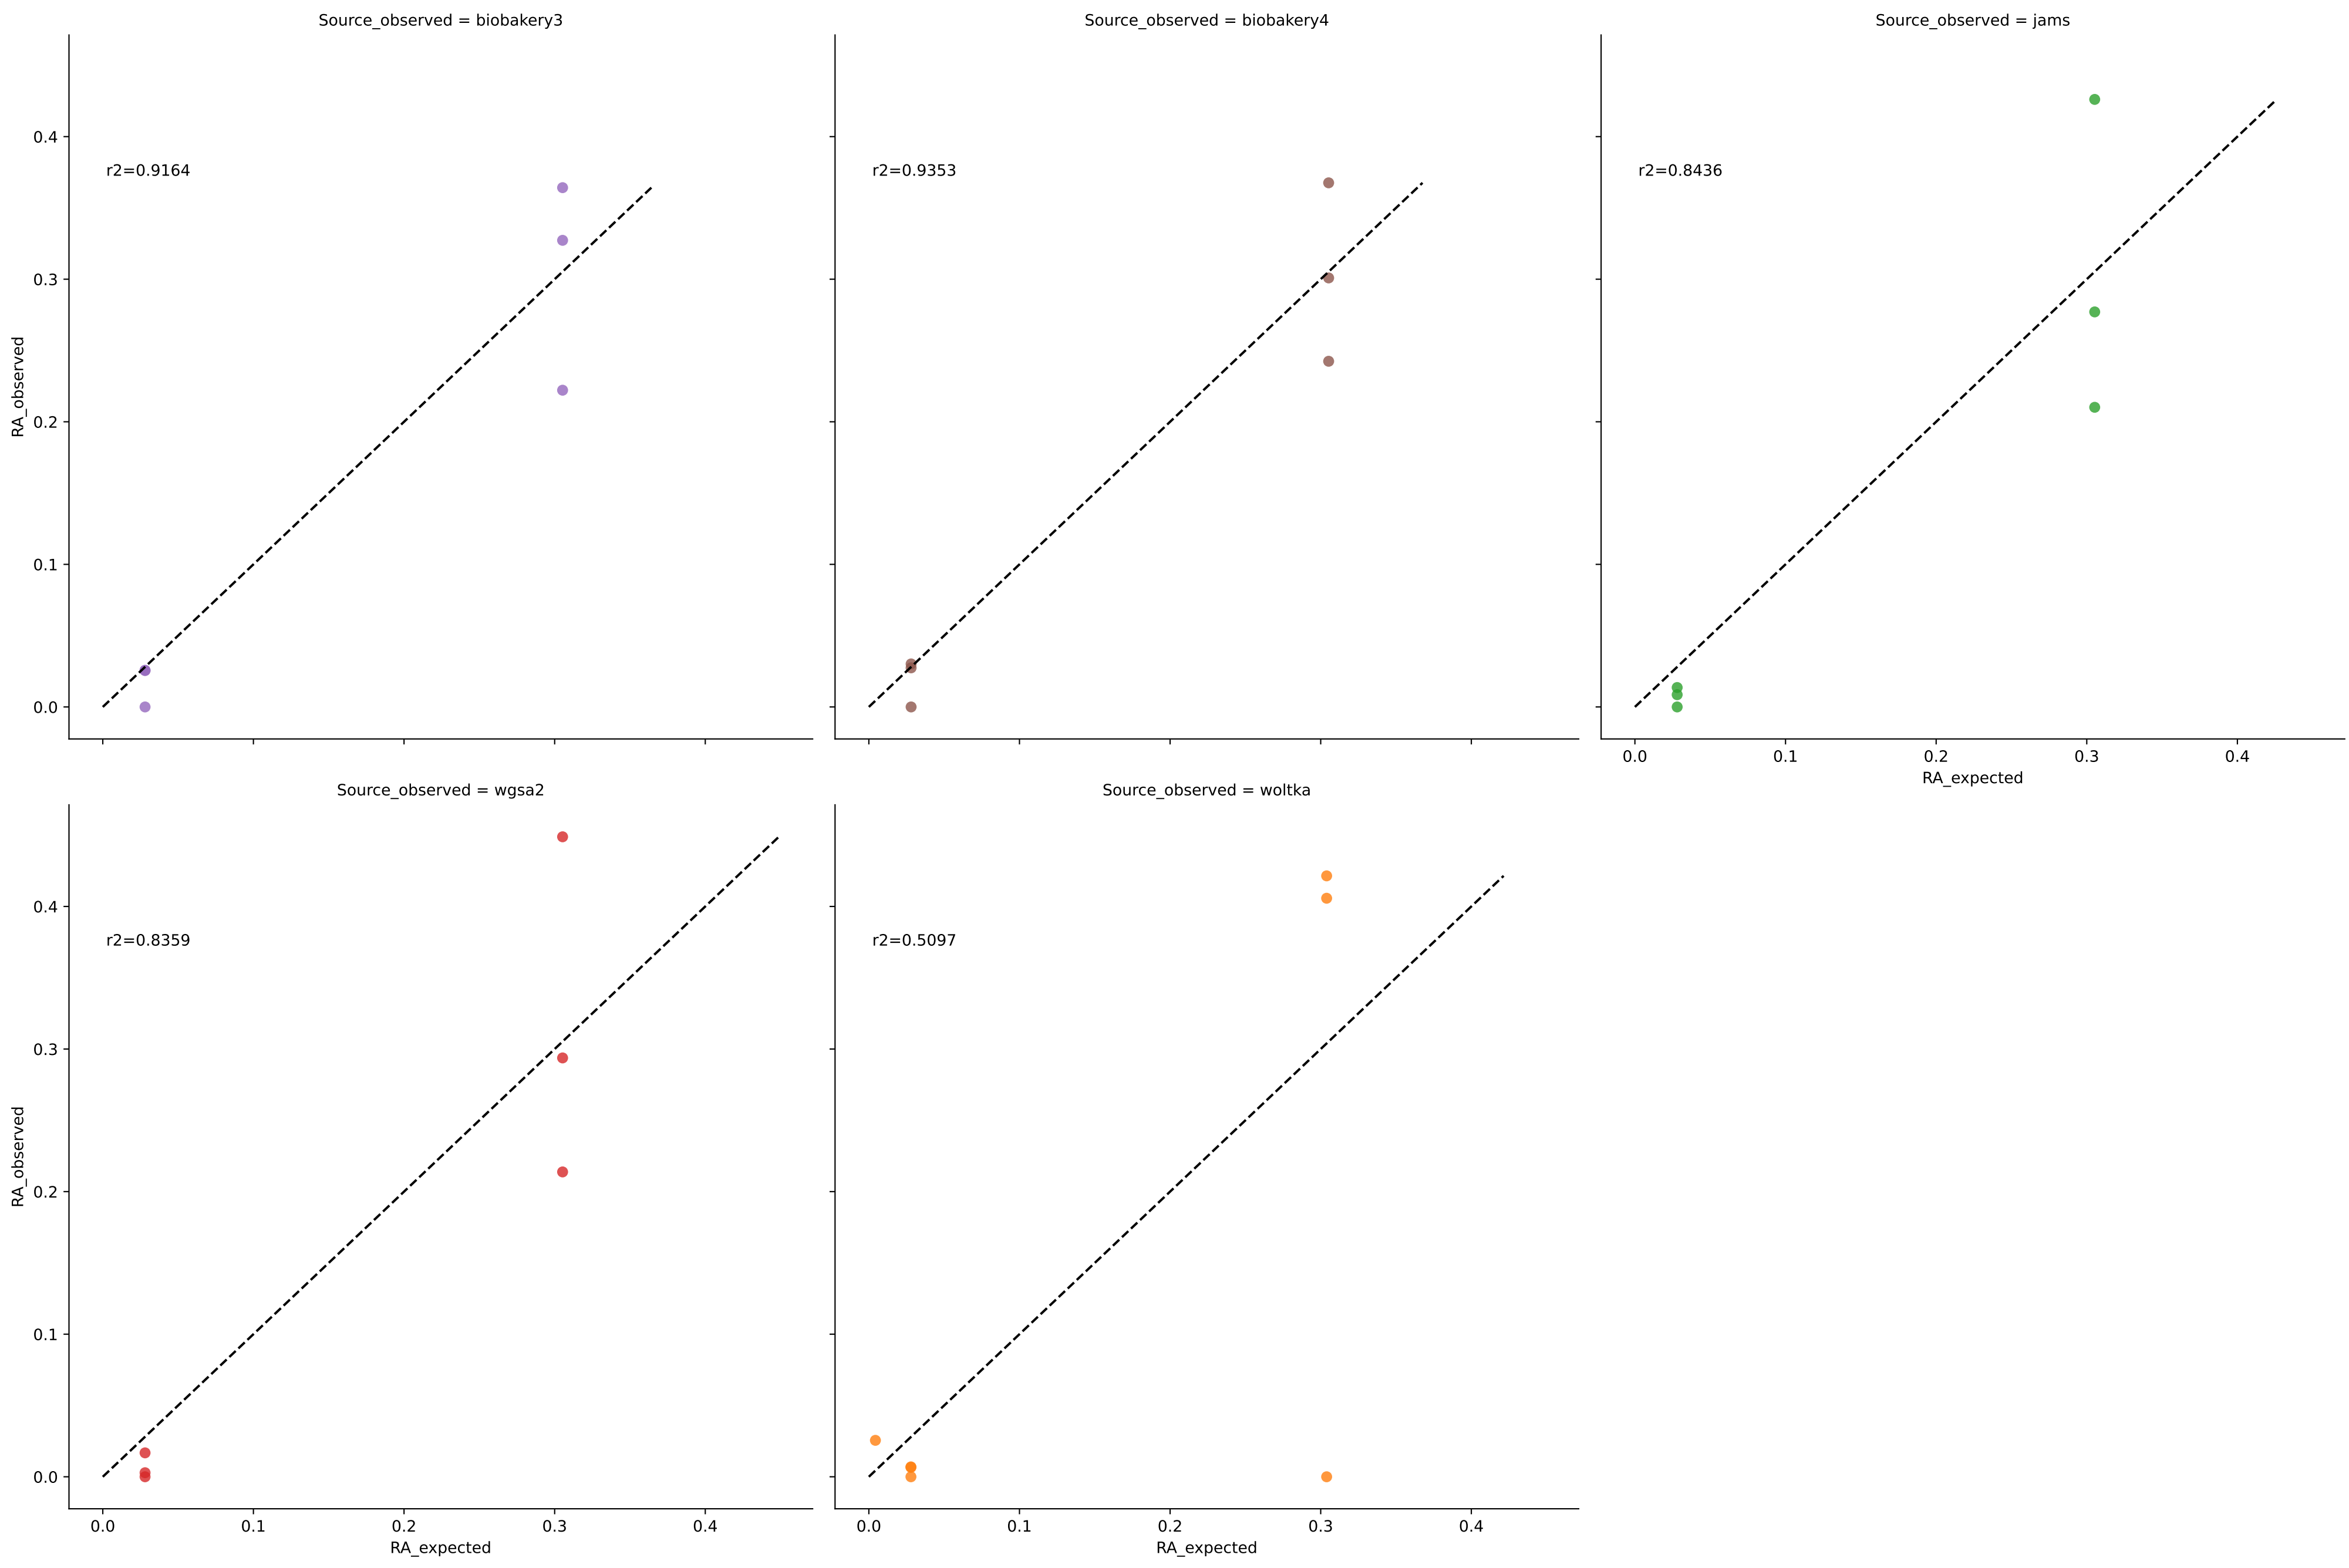 Source_observed = biobakery3
Source_observed = biobakery4
Source_observed = jams
RA_observed
0.4
0.3
0.2
0.1
0.0
r2=0.9164
r2=0.9353
r2=0.8436
0.0 0.1 0.2 0.3 0.4
RA_expected
Source_observed = wgsa2
Source_observed = woltka
RA_observed
0.4
0.3
0.2
0.1
0.0
r2=0.8359
r2=0.5097
0.0 0.1 0.2 0.3 0.4
RA_expected
0.0 0.1 0.2 0.3 0.4
RA_expected